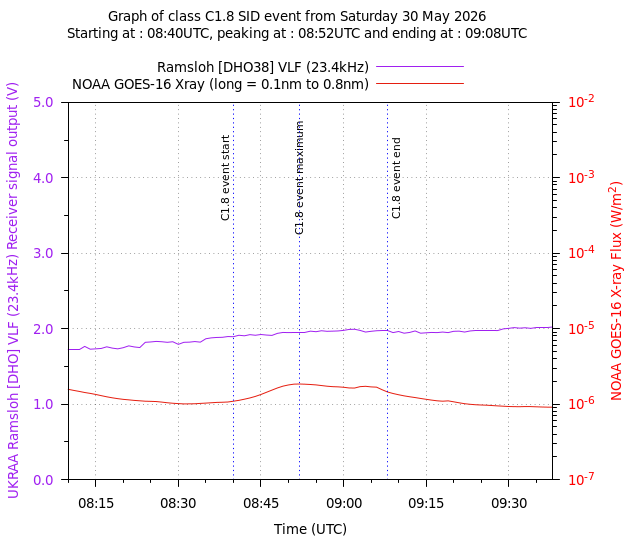 Graph of class C1.8 SID event from Saturday 30 May 2026
Starting at : 08:40UTC, peaking at : 08:52UTC and ending at : 09:08UTC
Ramsloh [DHO38] VLF (23.4kHz)
NOAA GOES-16 Xray (long = 0.1nm to 0.8nm)
UKRAA Ramsloh [DHO] VLF (23.4kHz) Receiver signal output (V)
5.0
4.0
3.0
2.0
1.0
0.0
C1.8 event start
C1.8 event maximum
C1.8 event end
10-2
10-3
10-4
10-5
10-6
10-7
NOAA GOES-16 X-ray Flux (W/m2)
08:15 08:30 08:45 09:00 09:15 09:30
Time (UTC)